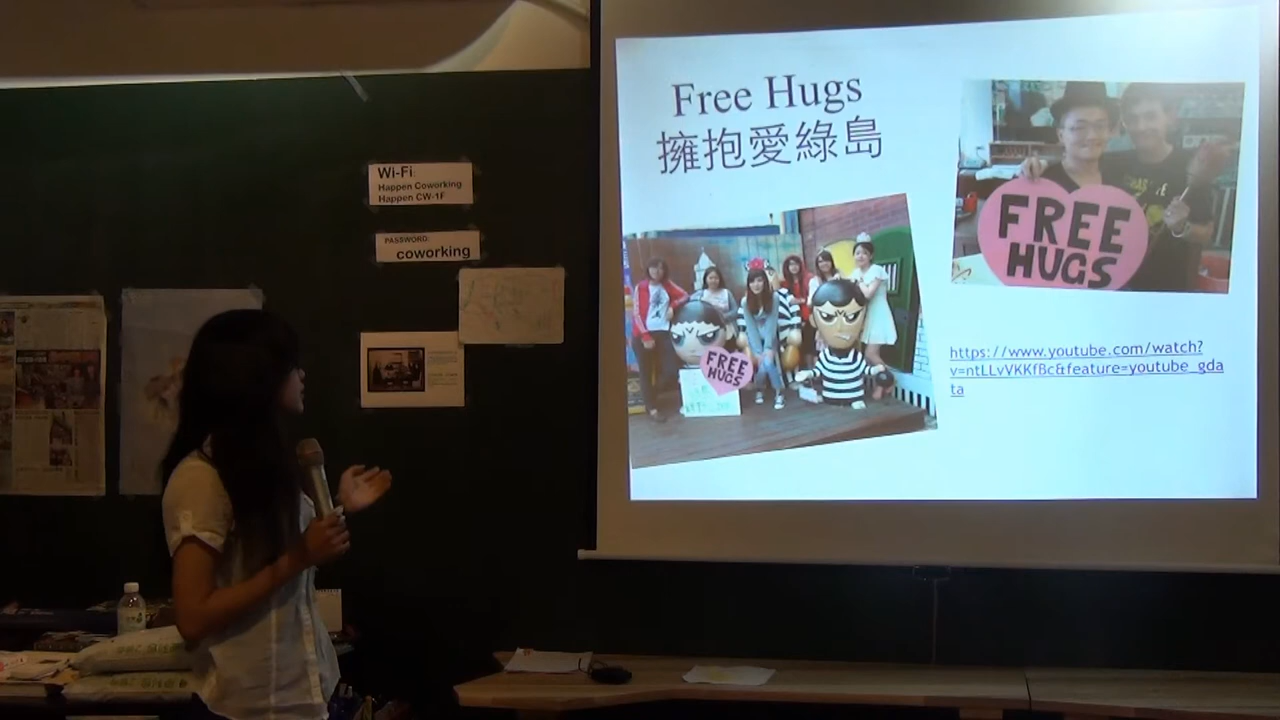 Wi-Fi:
Happen Coworking
Happen CW-1F
PASSWORD:
coworking
Free Hugs
擁抱愛綠島
FREE
HUGS
FREE
HUGS
https://www.youtube.com/watch?
v=ntLLvVKKfBc&feature=youtube_gda
ta